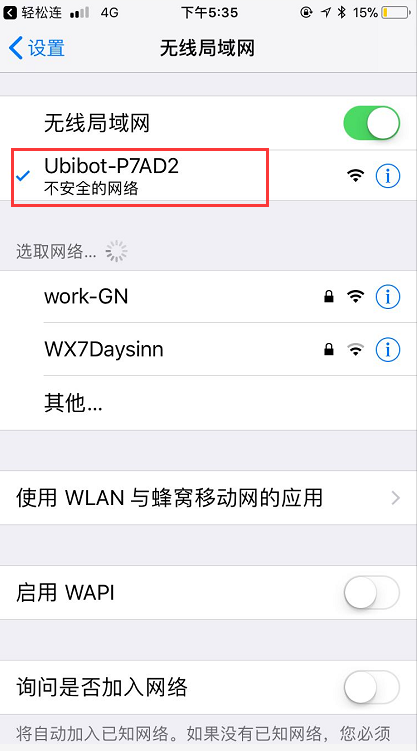 轻松连 4G 下午5:35 15%
设置 无线局域网
无线局域网
Ubibot-P7AD2
不安全的网络
选取网络...
work-GN
WX7Daysinn
其他...
使用 WLAN 与蜂窝移动网的应用
启用 WAPI
询问是否加入网络
将自动加入已知网络。如果没有已知网络，您必须